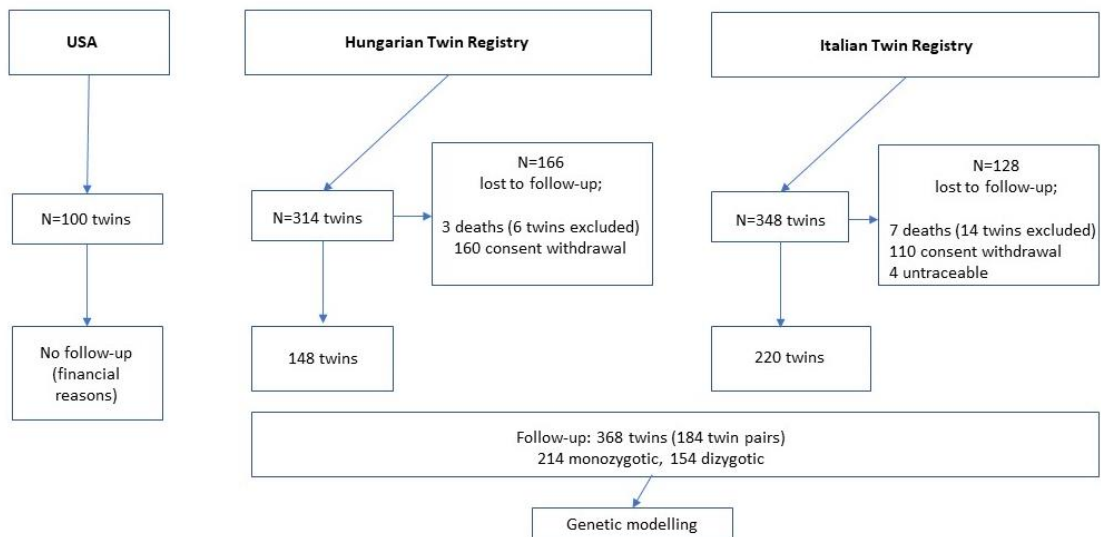 USA
Hungarian Twin Registry
Italian Twin Registry
N=100 twins
No follow-up
(financial
reasons)
N=314 twins
N=166
lost to follow-up;
3 deaths (6 twins excluded)
160 consent withdrawal
148 twins
N=348 twins
N=128
lost to follow-up;
7 deaths (14 twins excluded)
110 consent withdrawal
4 untraceable
220 twins
Follow-up: 368 twins (184 twin pairs)
214 monozygotic, 154 dizygotic
Genetic modelling